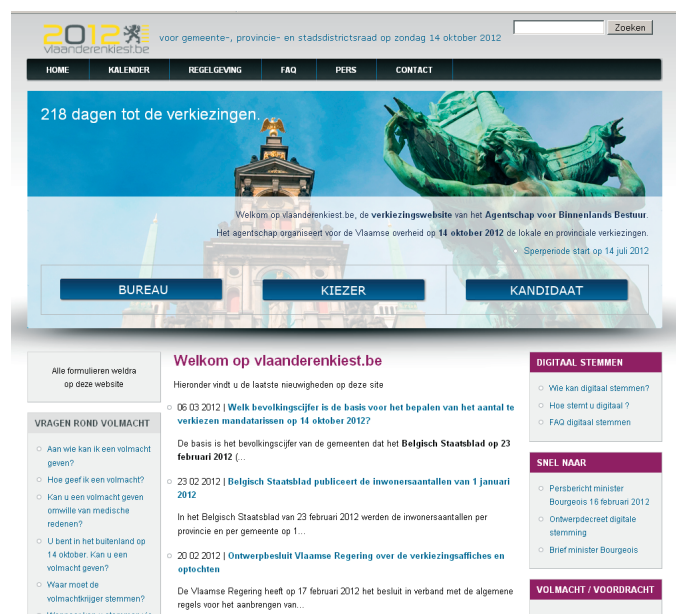 2012
vlaanderenkiest.be
voor gemeente-, provincie- en stadsdistrictsraad op zondag 14 oktober 2012
Zoeken
HOME KALENDER REGELGEVING FAQ PERS CONTACT
218 dagen tot de verkiezingen.
Welkom op vlaanderenkiest.be, de verkiezingswebsite van het Agentschap voor Binnenlands Bestuur.
Het agentschap organiseert voor de Vlaamse overheid op 14 oktober 2012 de lokale en provinciale verkiezingen.
Sperperiode start op 14 juli 2012
BUREAU KIEZER KANDIDAAT
Alle formulieren weldra
op deze website
VRAGEN ROND VOLMACHT
Aan wie kan ik een volmacht
geven?
Hoe geef ik een volmacht?
Kan u een volmacht geven
omwille van medische
redenen?
U bent in het buitenland op
14 oktober. Kan u een
volmacht geven?
Waar moet de
volmachtkrijger stemmen?
Welkom op vlaanderenkiest.be
Hieronder vindt u de laatste nieuwigheden op deze site
06 03 2012 | Welk bevolkingscijfer is de basis voor het bepalen van het aantal te
verkiezen mandatarissen op 14 oktober 2012?
De basis is het bevolkingscijfer van de gemeenten dat het Belgisch Staatsblad op 23
februari 2012 (...
23 02 2012 | Belgisch Staatsblad publiceert de inwonersaantallen van 1 januari
2012
In het Belgisch Staatsblad van 23 februari 2012 werden de inwonersaantallen per
provincie en per gemeente op 1...
20 02 2012 | Ontwerpbesluit Vlaamse Regering over de verkiezingsaffiches en
optochten
De Vlaamse Regering heeft op 17 februari 2012 het besluit in verband met de algemene
regels voor het aanbrengen van...
DIGITAAL STEMMEN
Wie kan digitaal stemmen?
Hoe stemt u digitaal ?
FAQ digitaal stemmen
SNEL NAAR
Persbericht minister
Bourgeois 16 februari 2012
Ontwerpdecreet digitale
stemming
Brief minister Bourgeois
VOLMACHT / VOORDRACHT